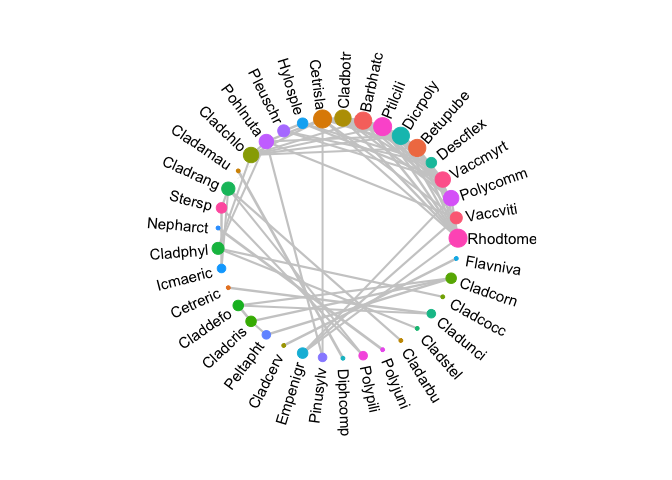 Cetrisla
Cladbotr
Barbhatc
Ptilcili
Dicrpoly
Betupube
Descflex
Vaccmyrt
Polycomm
Vaccviti
Rhodtome
Flavniva
Cladcorn
Cladcocc
Cladunci
Cladstel
Cladarbu
Polyjuni
Polypili
Diphcomp
Pinusylv
Empenigr
Cladcerv
Peltapht
Cladcris
Claddefo
Cetreric
Icmaeric
Cladphyl
Nepharct
Stersp
Cladrang
Cladamau
Cladchlo
Pohlnuta
Pleuschr
Hylosple